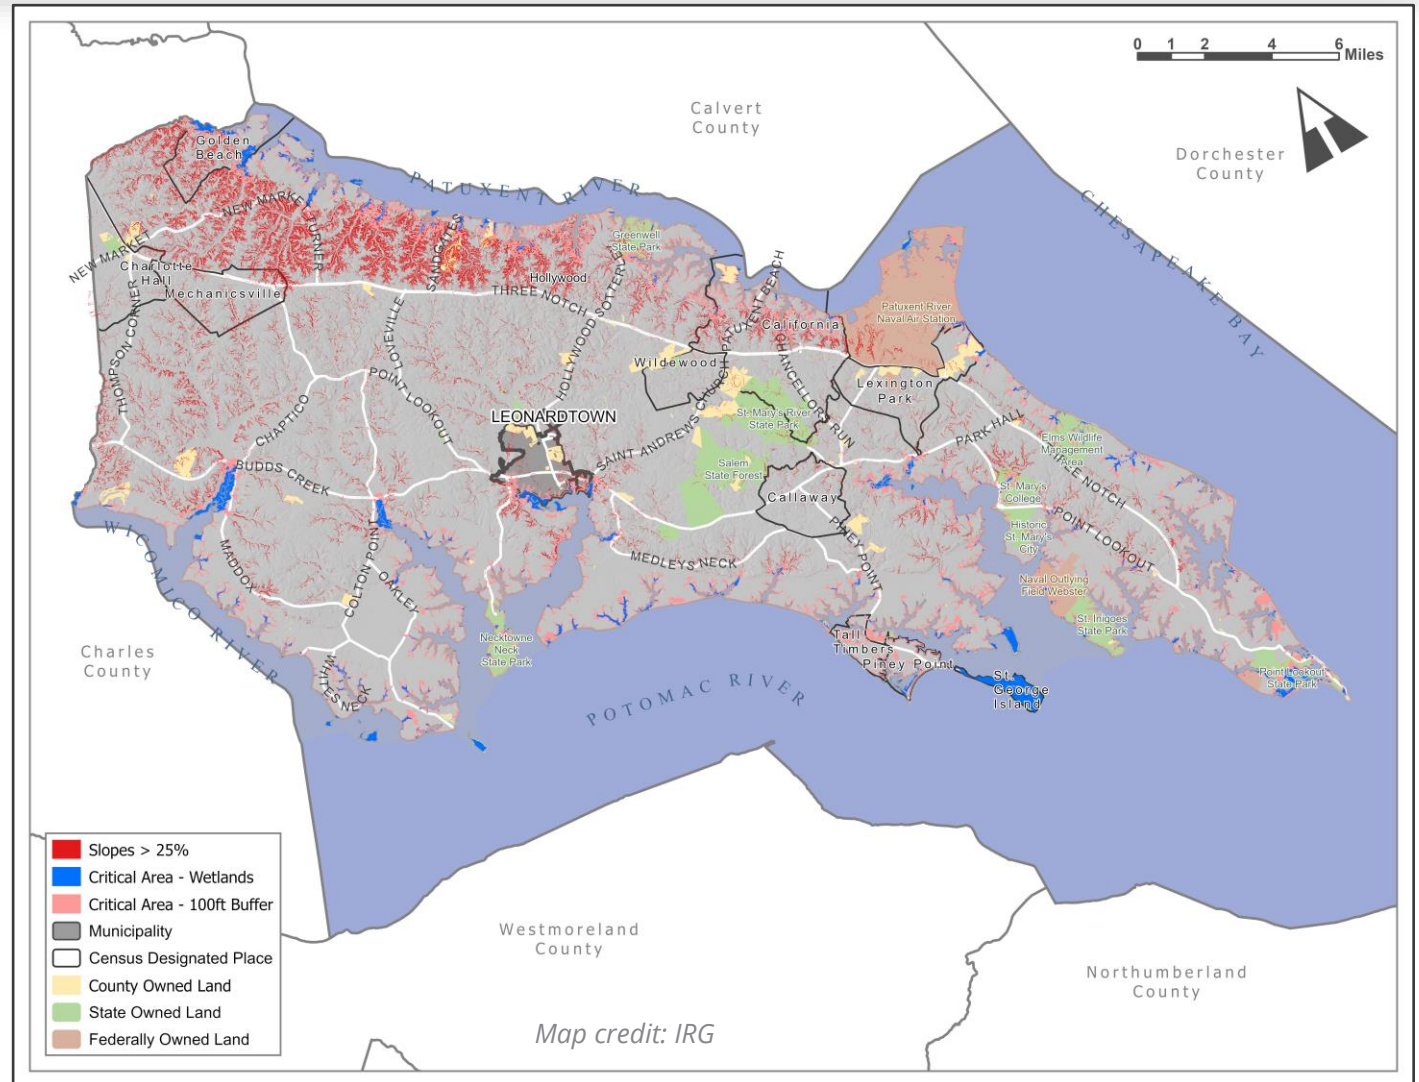 0 1 2 4 6 Miles
Calvert
County
Dorchester
County
CHESAPEAKE BAY
PATUXENT RIVER
Golden
Beach
NEW MARKET
TURNER
SANDGATES
Greenwell
State Park
NEW MARKET
Charlotte
Hall
Mechanicsville
Hollywood
THREE NOTCH
HOLLYWOOD SOTTERLEY
PATUXENT BEACH
California
Patuxent River
Naval Air Station
THOMPSON CORNER
LOVEVILLE
Wildewood
CHANCELLORS RUN
Lexington
Park
POINT LOOKOUT
CHAPTICO
LEONARDTOWN
SAINT ANDREWS CHURCH
St. Mary's River
State Park
PARK HALL
Elms Wildlife
Management
Area
THREE NOTCH
BUDDS CREEK
Salem
State Forest
Callaway
St. Mary's
College
Historic
St. Mary's
City
POINT LOOKOUT
WICOMICO RIVER
MADDOX
COLTON POINT
OAKLEY
MEDLEYS NECK
PINEY POINT
Naval Outlying
Field Webster
St. Inigoes
State Park
Charles
County
WHITES NECK
Necktowne
Neck
State Park
Tall
Timbers
Piney Point
St.
George
Island
Point Lookout
State Park
POTOMAC RIVER
Slopes > 25%
Critical Area - Wetlands
Critical Area - 100ft Buffer
Municipality
Census Designated Place
County Owned Land
State Owned Land
Federally Owned Land
Westmoreland
County
Northumberland
County
Map credit: IRG